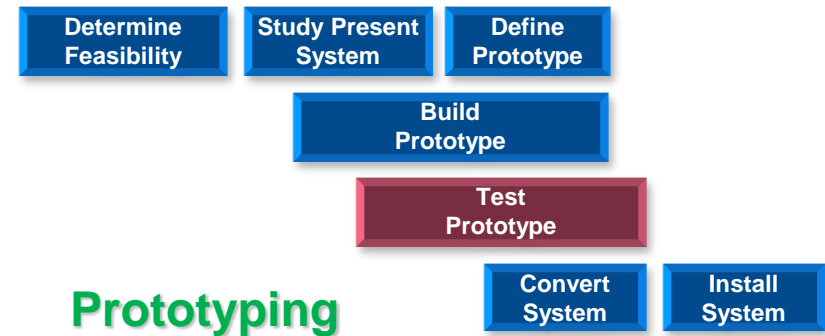 Determine
Feasibility
Study Present
System
Define
Prototype
Build
Prototype
Test
Prototype
Convert
System
Install
System
Prototyping